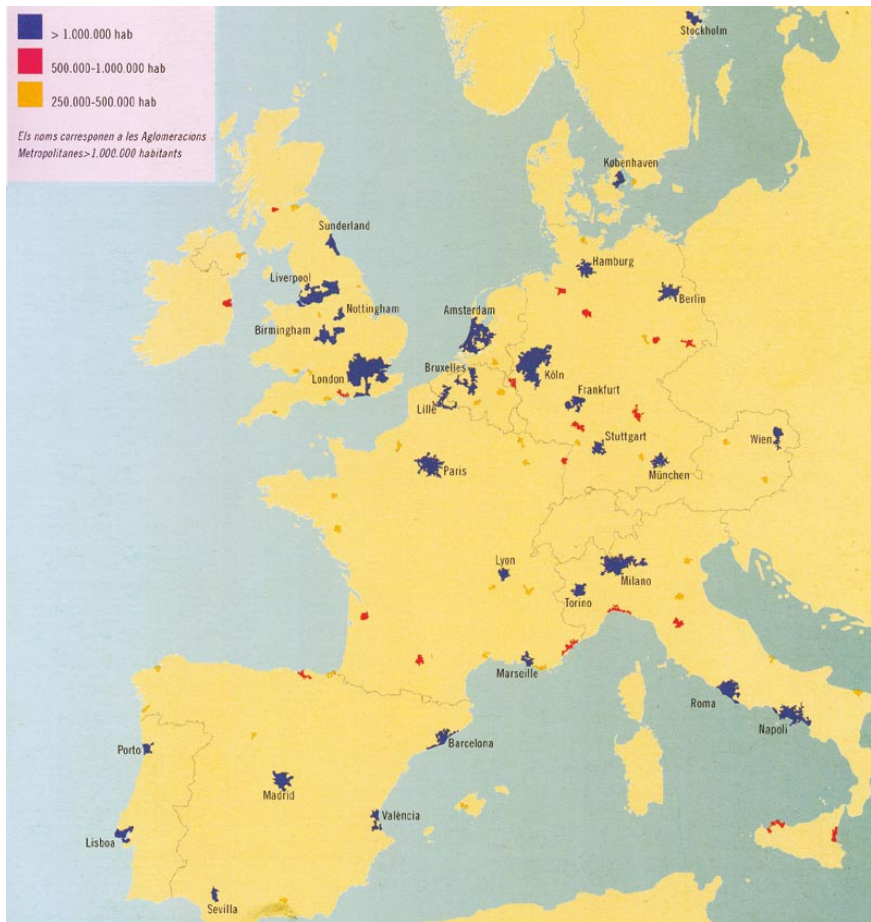 > 1.000.000 hab
500.000-1.000.000 hab
250.000-500.000 hab
Els noms corresponen a les Aglomeracions
Metropolitanes>1.000.000 habitants
Stockholm
København
Sunderland
Hamburg
Liverpool
Berlin
Nottingham
Amsterdam
Birmingham
London
Bruxelles
Köln
Frankfurt
Lille
Stuttgart
Wien
Paris
München
Lyon
Milano
Torino
Marseille
Roma
Napoli
Porto
Barcelona
Madrid
València
Lisboa
Sevilla